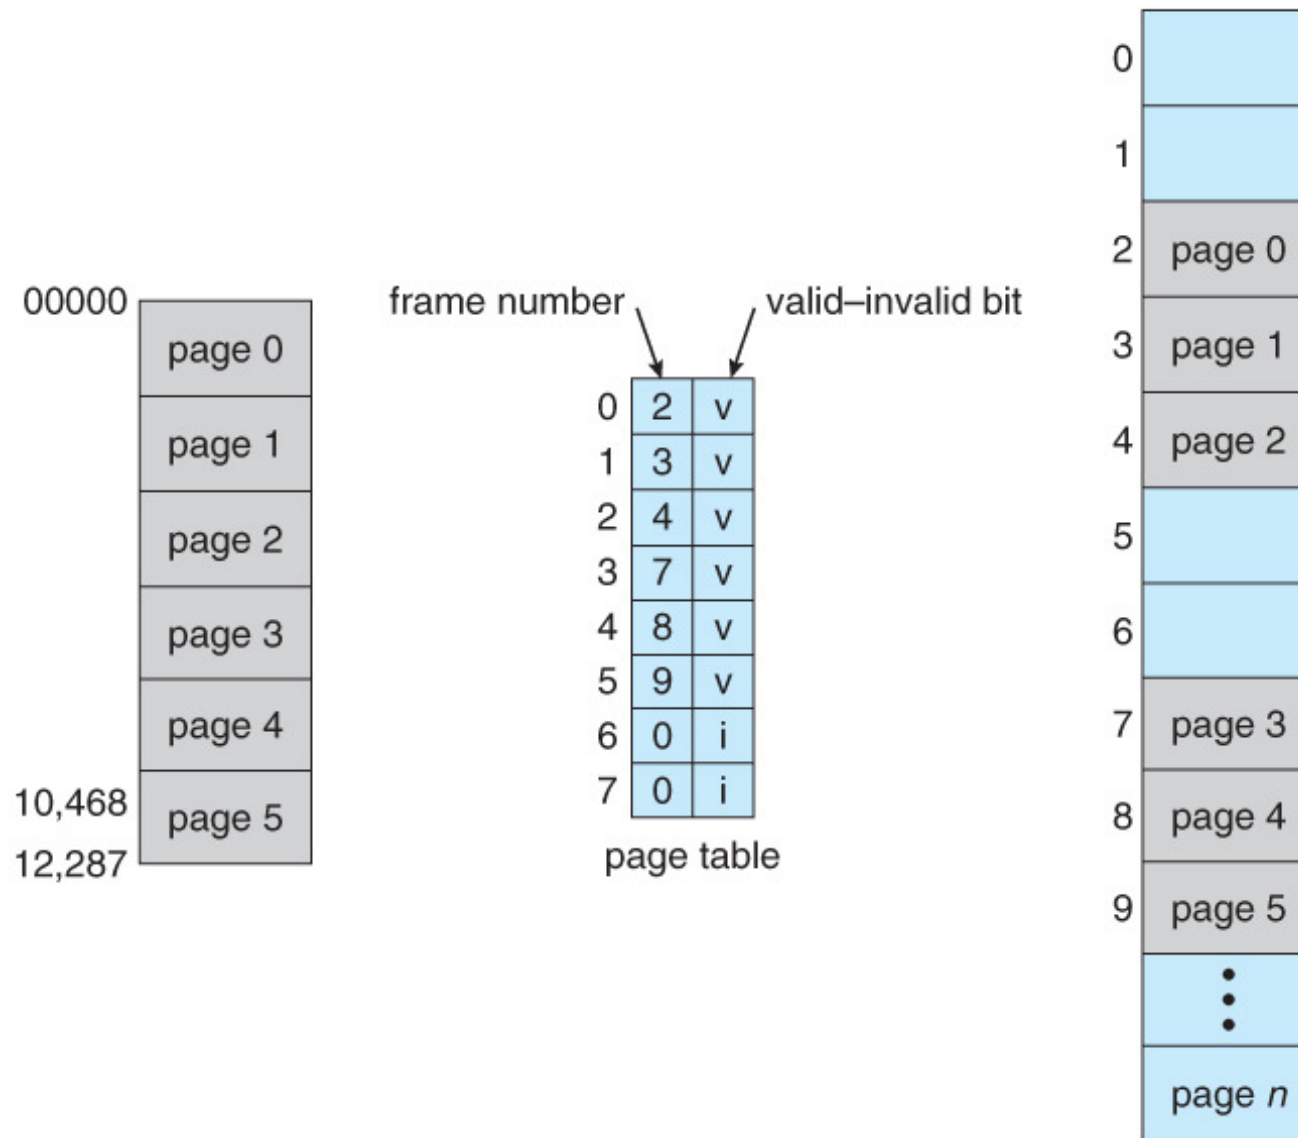 00000
page 0
page 1
page 2
page 3
page 4
10,468
page 5
12,287
frame number
valid–invalid bit
0 2 v
1 3 v
2 4 v
3 7 v
4 8 v
5 9 v
6 0 i
7 0 i
page table
0
1
2 page 0
3 page 1
4 page 2
5
6
7 page 3
8 page 4
9 page 5
page n